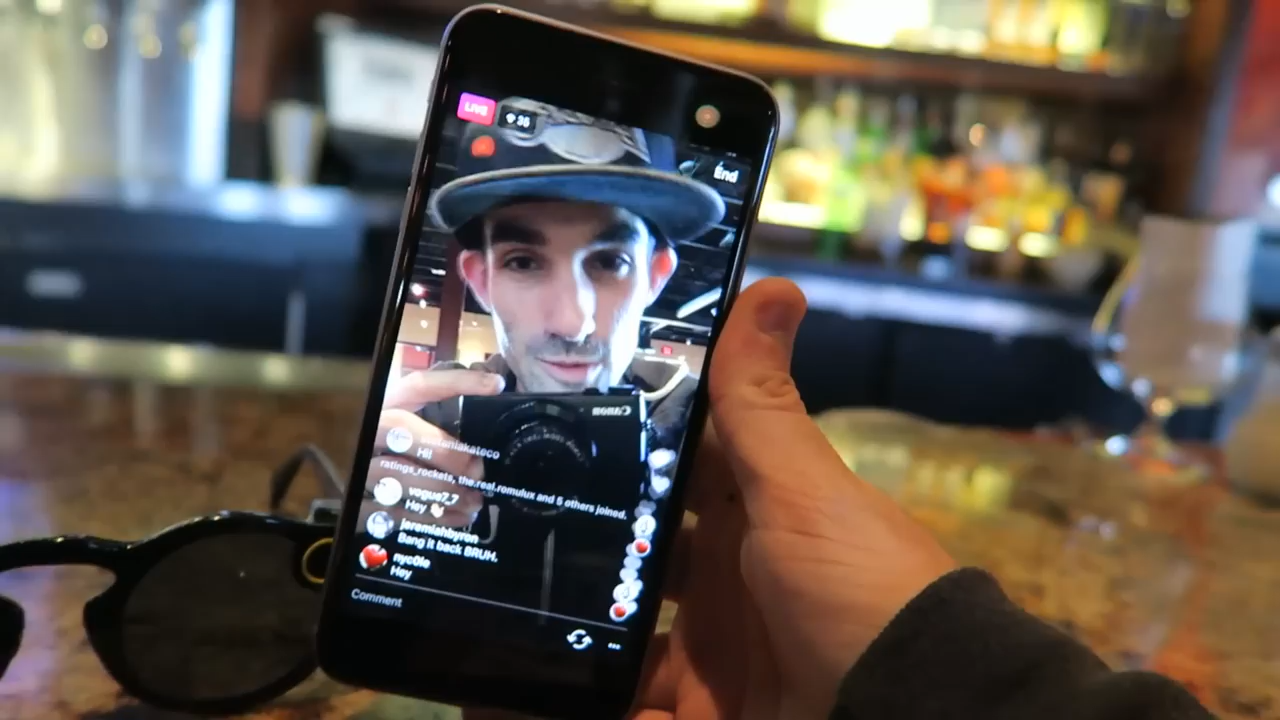 LIVE
36
End
Canon
Hi!
ratings_rockets, the.real.romulux and 5 others joined.
vogue7_7
Hey 👋
jeremiahbyron
Bang it back BRUH.
nyc0le
Hey
Comment